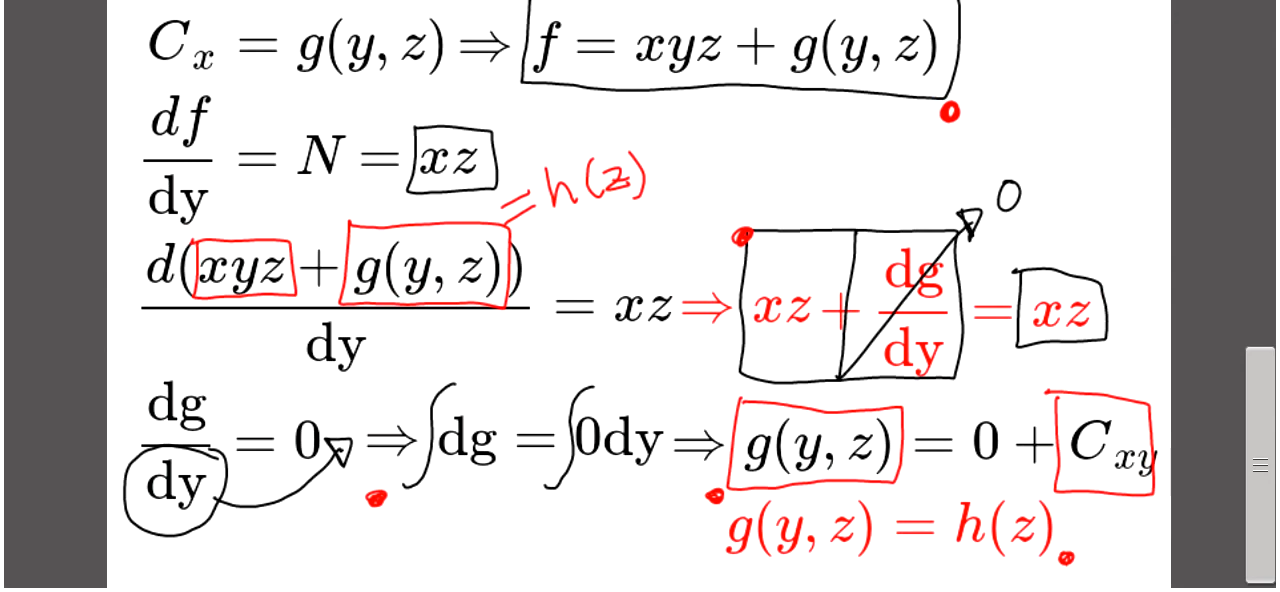 C_x = g(y, z) ⇒ f = xyz + g(y, z)
df/dy = N = xz
= h(z)
0
d(xyz + g(y, z))/dy = xz ⇒ xz + dg/dy = xz
dg/dy = 0 ⇒ ∫dg = ∫0dy ⇒ g(y, z) = 0 + C_xy
g(y, z) = h(z)